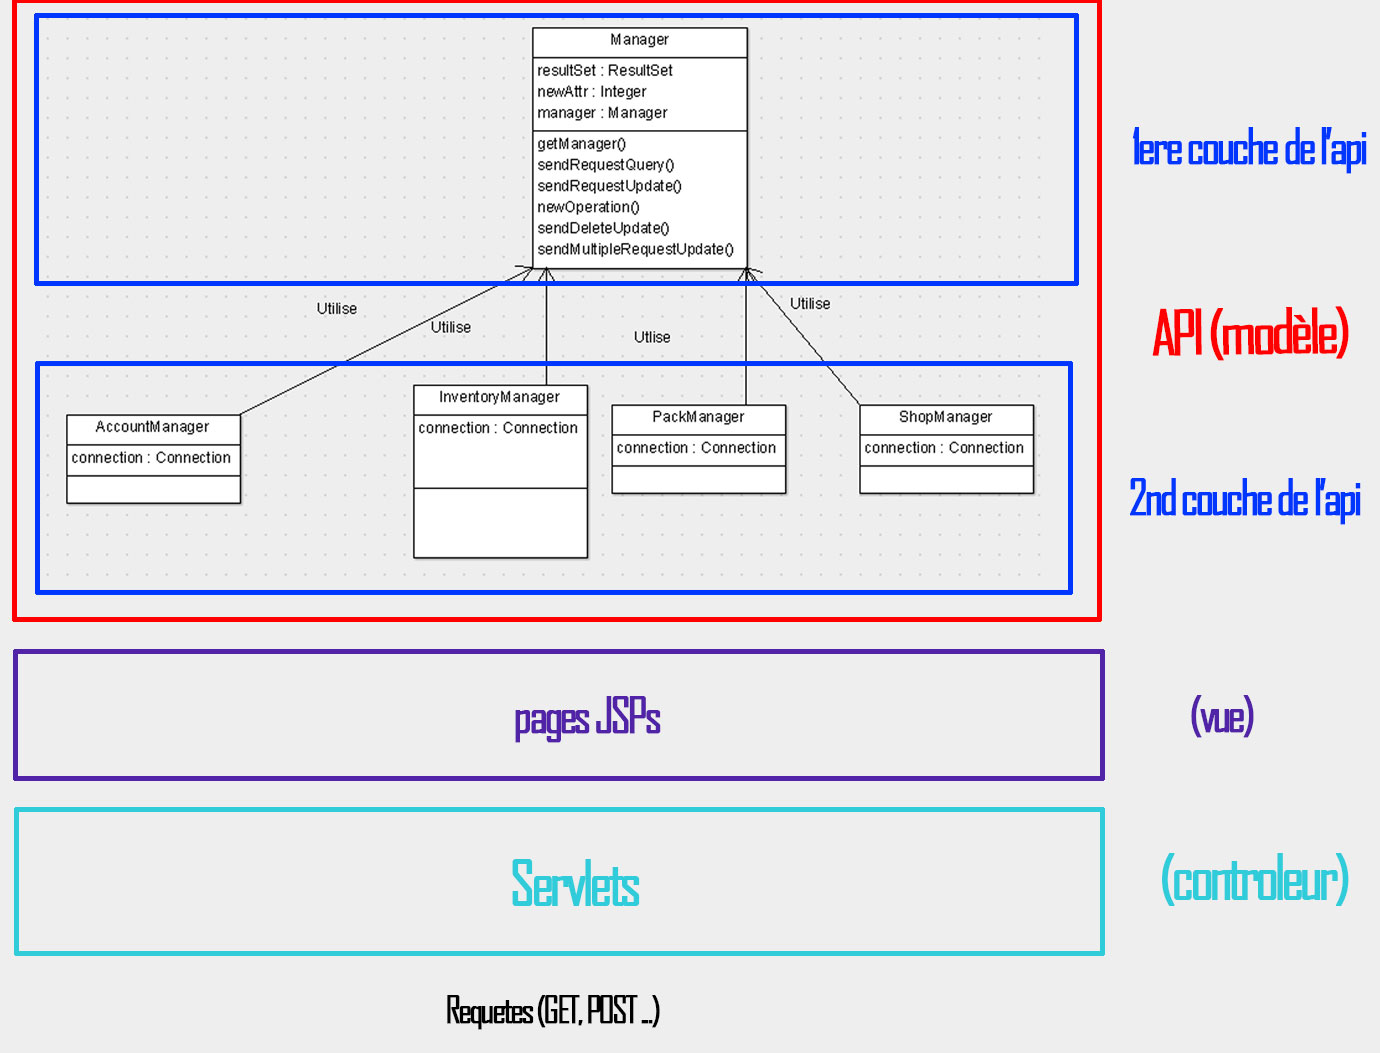 Manager
resultSet : ResultSet
newAttr : Integer
manager : Manager
getManager()
sendRequestQuery()
sendRequestUpdate()
newOperation()
sendDeleteUpdate()
sendMultipleRequestUpdate()
1ere couche de l'api
Utilise
Utilise
Utlise
Utilise
API (modèle)
AccountManager
connection : Connection
InventoryManager
connection : Connection
PackManager
connection : Connection
ShopManager
connection : Connection
2nd couche de l'api
pages JSPs
(vue)
Servlets
(controleur)
Requetes (GET, POST ...)